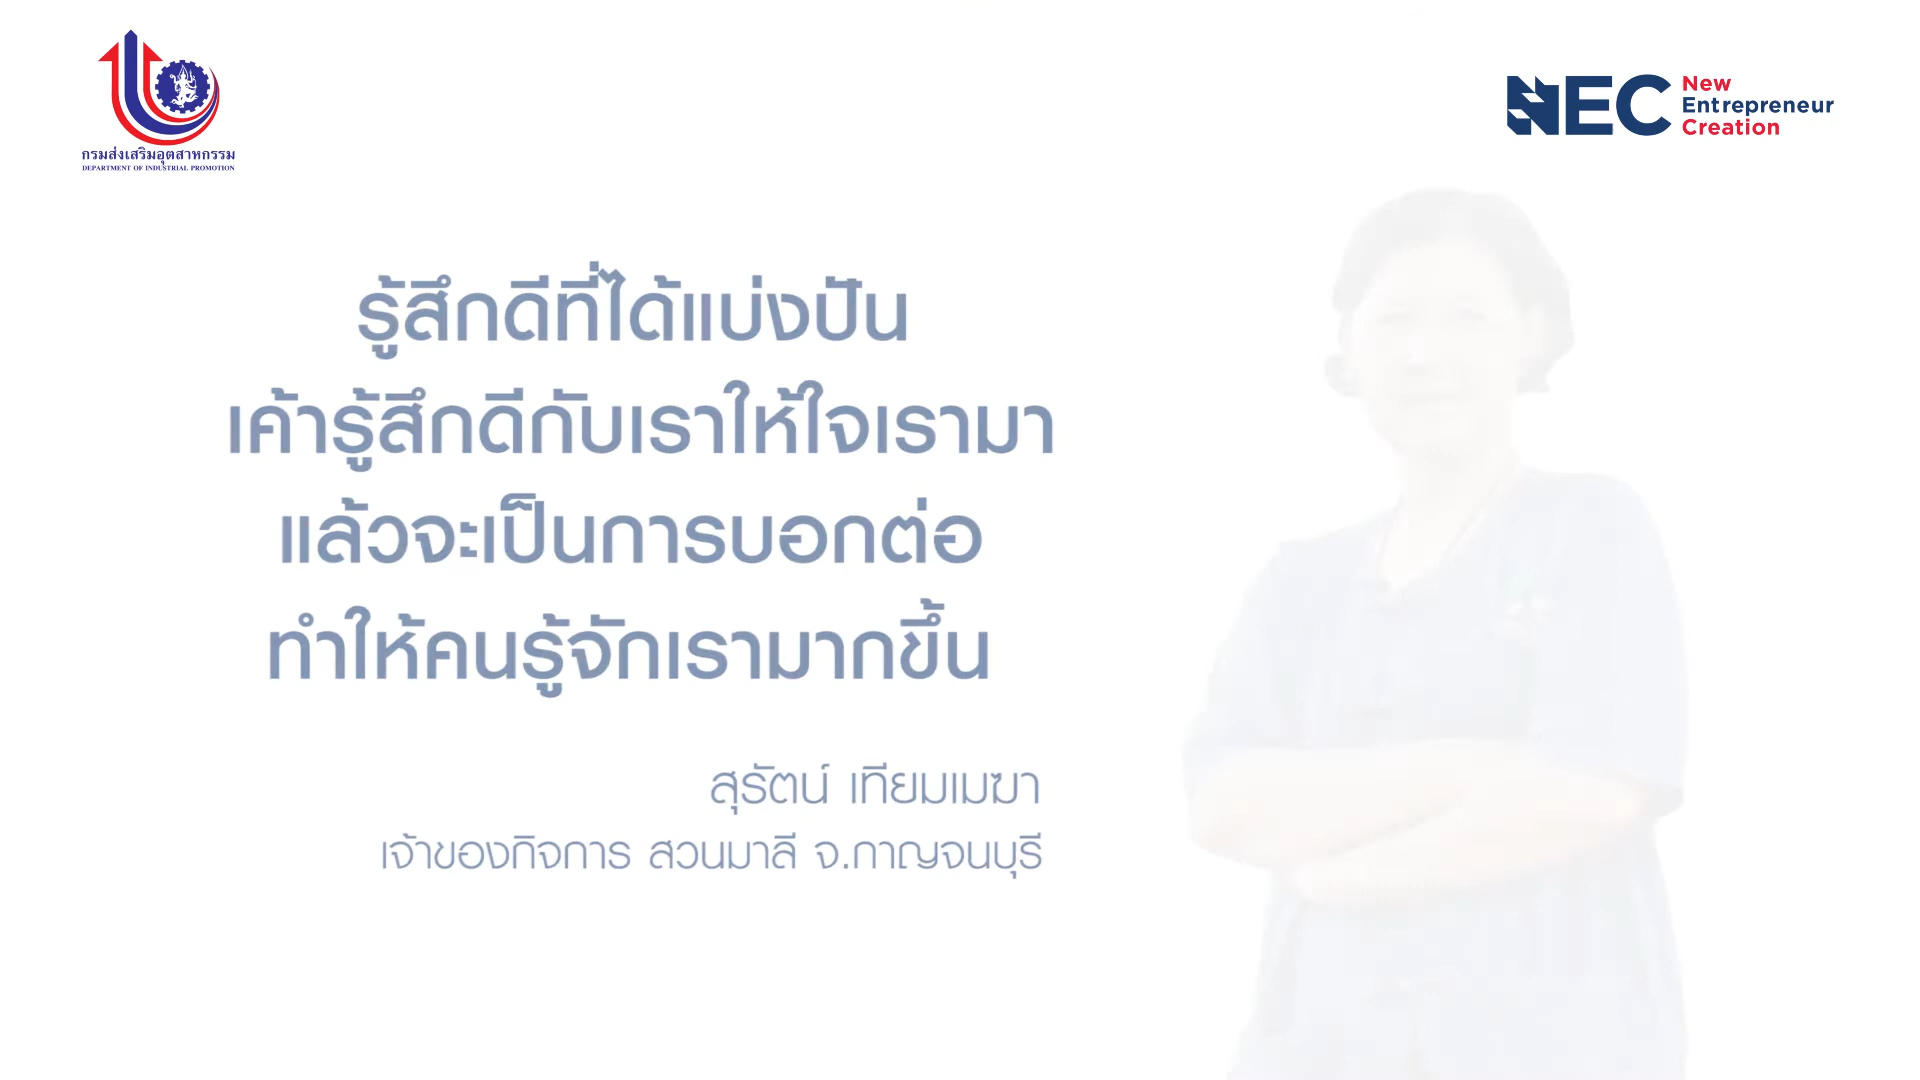 กรมส่งเสริมอุตสาหกรรม
DEPARTMENT OF INDUSTRIAL PROMOTION
NEC New Entrepreneur Creation
รู้สึกดีที่ได้แบ่งปัน
เค้ารู้สึกดีกับเราให้ใจเรามา
แล้วจะเป็นการบอกต่อ
ทำให้คนรู้จักเรามากขึ้น
สุรัตน์ เทียมเมฆา
เจ้าของกิจการ สวนมาลี จ.กาญจนบุรี